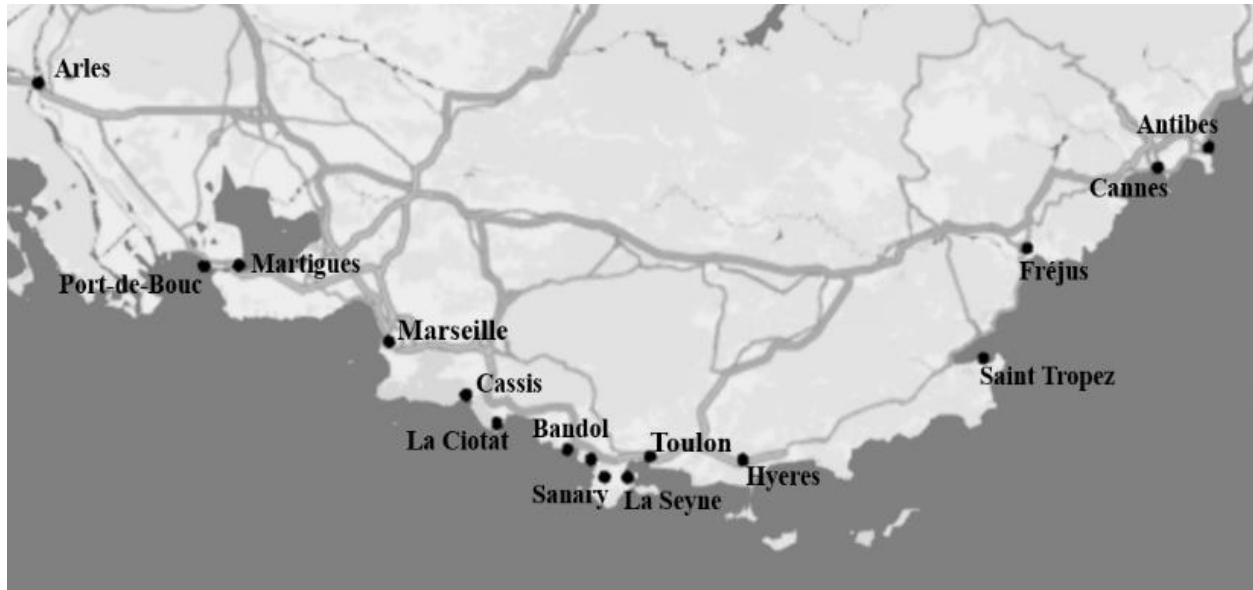 Arles
Antibes
Cannes
Port-de-Bouc
Martigues
Fréjus
Marseille
Saint Tropez
Cassis
La Ciotat
Bandol
Toulon
Hyeres
Sanary
La Seyne